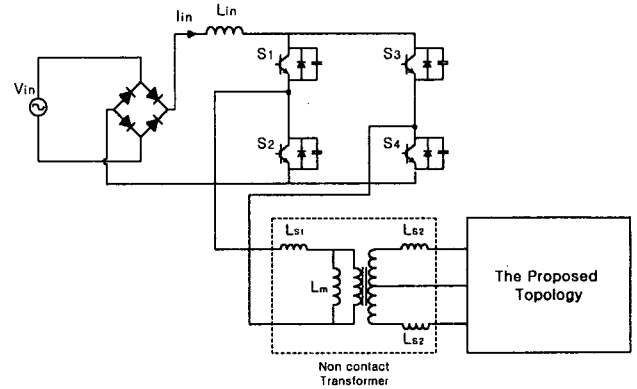 Iin
Lin
S1
S3
Vin
S2
S4
Ls1
Ls2
Lm
The Proposed
Topology
Ls2
Non contact
Transformer